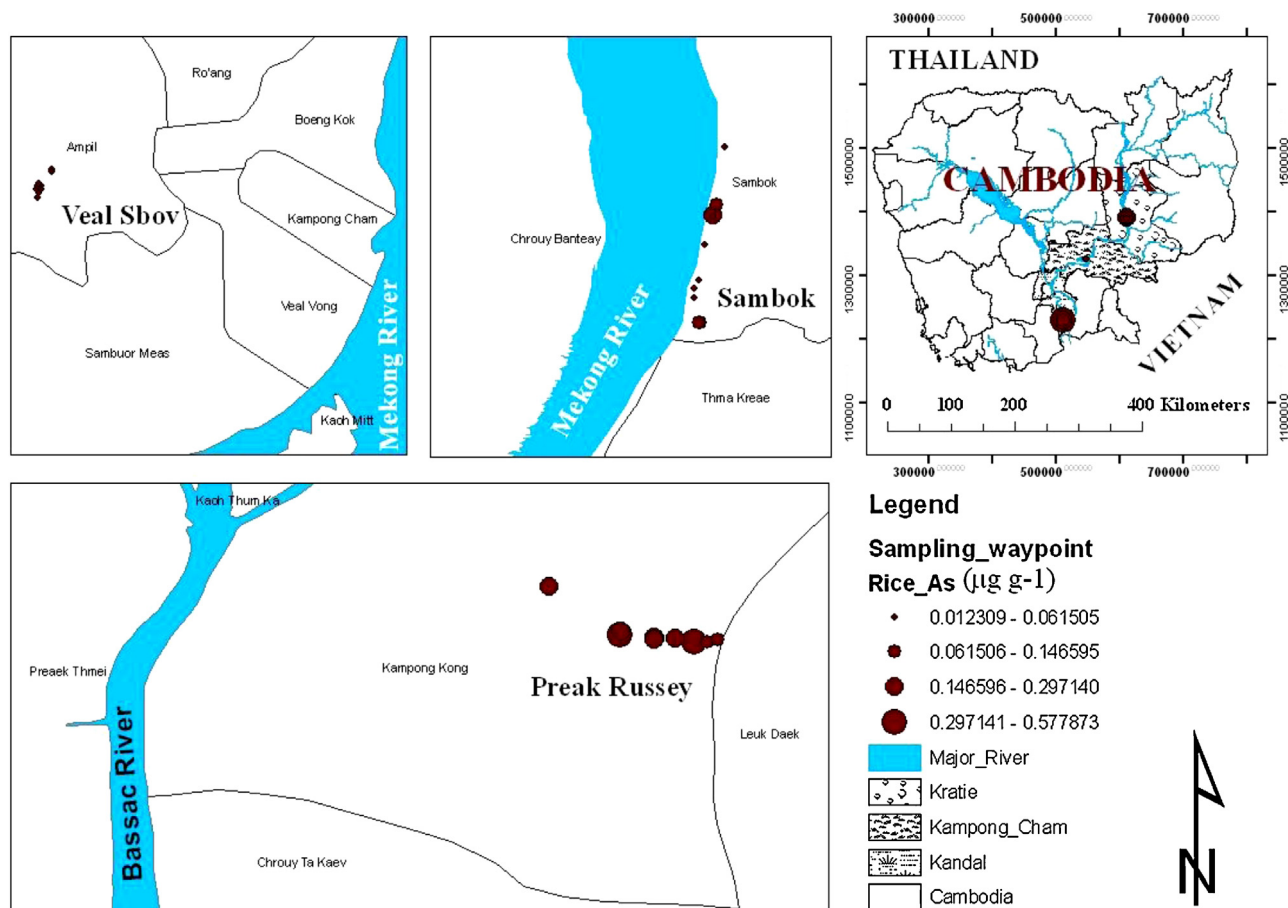 Ro'ang
Boeng Kok
Ampil
Veal Sbov
Kampong Cham
Veal Vong
Sambuor Meas
Kaoh Mitt
Mekong River
Sambok
Chrouy Banteay
Sambok
Mekong River
Thma Kreae
300000 500000 700000
THAILAND
CAMBODIA
VIETNAM
1500000 1500000
1300000 1300000
1100000 1100000
0 100 200 400 Kilometers
300000 500000 700000
Kaoh Thum Ka
Preaek Thmei
Kampong Kong
Preak Russey
Leuk Daek
Bassac River
Chrouy Ta Kaev
Legend
Sampling_waypoint
Rice_As (µg g-1)
0.012309 - 0.061505
0.061506 - 0.146595
0.146596 - 0.297140
0.297141 - 0.577873
Major_River
Kratie
Kampong_Cham
Kandal
Cambodia
N